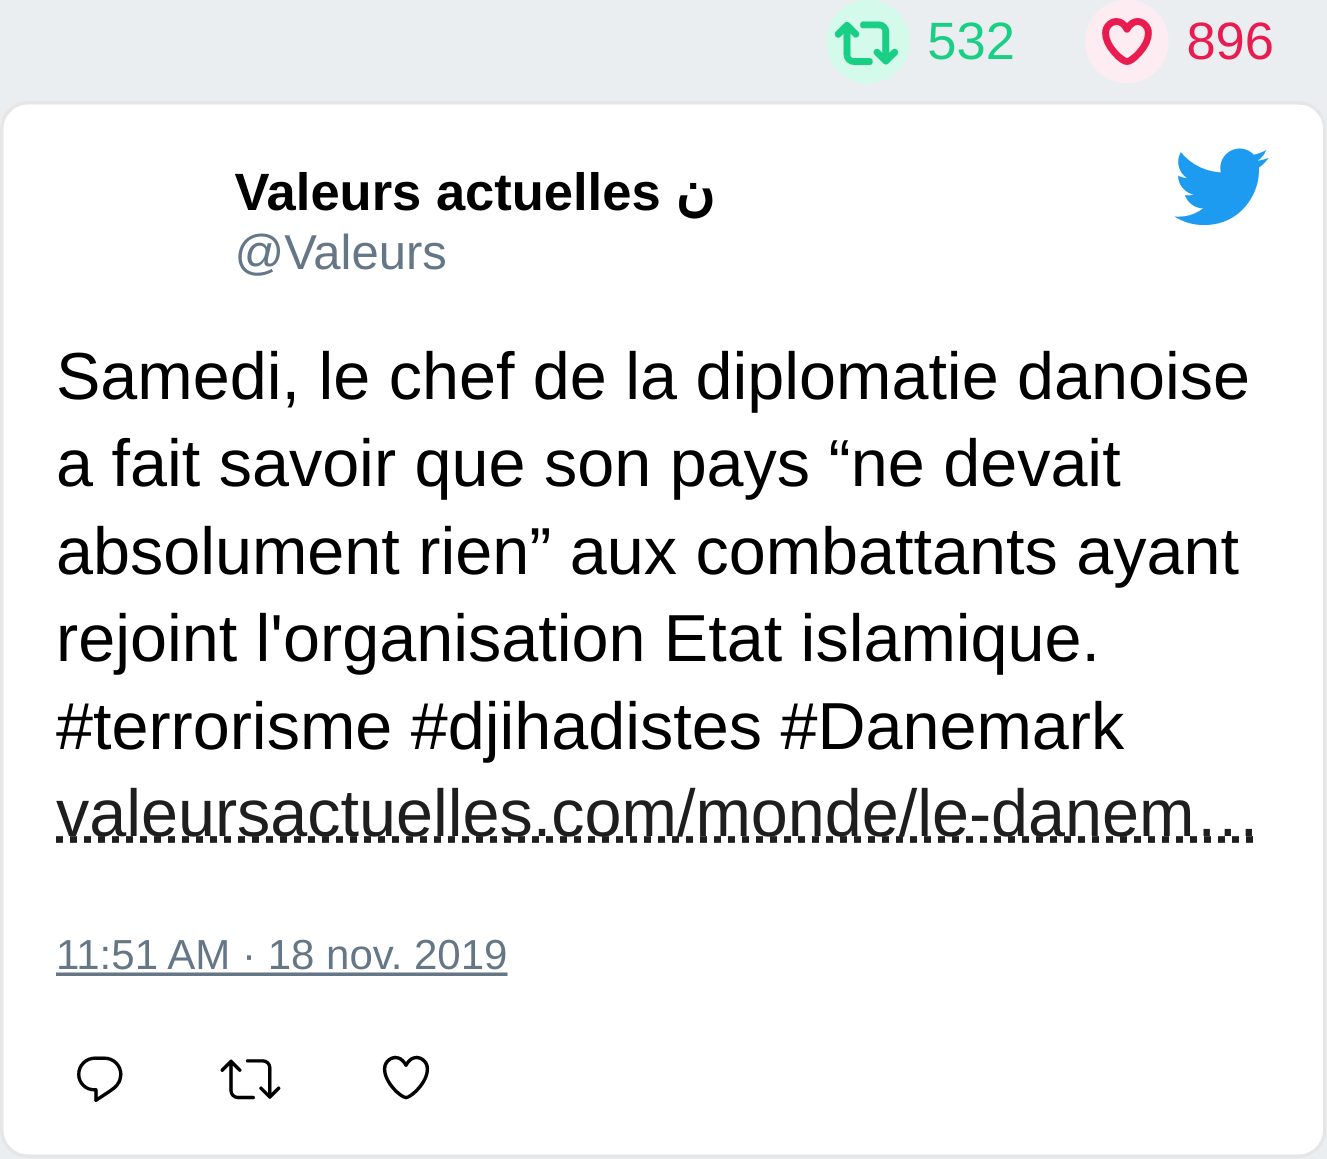 532 896
Valeurs actuelles ن
@Valeurs
Samedi, le chef de la diplomatie danoise
a fait savoir que son pays “ne devait
absolument rien” aux combattants ayant
rejoint l'organisation Etat islamique.
#terrorisme #djihadistes #Danemark
valeursactuelles.com/monde/le-danem…
11:51 AM · 18 nov. 2019